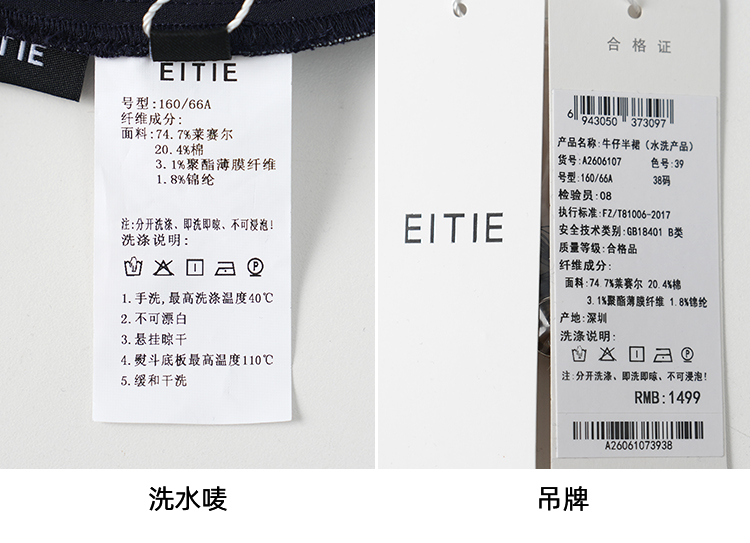 TIE
EITIE
号型:160/66A
纤维成分:
面料:74.7%莱赛尔
20.4%棉
3.1%聚酯薄膜纤维
1.8%锦纶
注:分开洗涤、即洗即晾、不可浸泡!
洗涤说明:
1.手洗,最高洗涤温度40℃
2.不可漂白
3.悬挂晾干
4.熨斗底板最高温度110℃
5.缓和干洗
洗水唛
EITIE
合格证
6 943050 373097
产品名称:牛仔半裙(水洗产品)
货号:A2606107 色号:39
号型:160/66A 38码
检验员:08
执行标准:FZ/T81006-2017
安全技术类别:GB18401 B类
质量等级:合格品
纤维成分:
面料:74.7%莱赛尔 20.4%棉
3.1%聚酯薄膜纤维 1.8%锦纶
产地:深圳
洗涤说明:
注:分开洗涤、即洗即晾、不可浸泡!
RMB:1499
A26061073938
吊牌